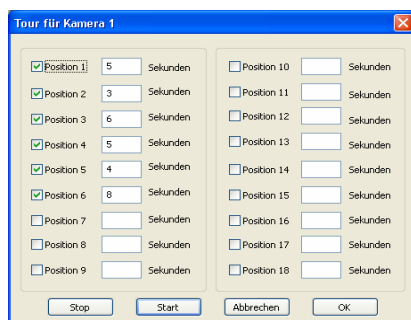 Tour für Kamera 1
Position 1 5 Sekunden
Position 2 3 Sekunden
Position 3 6 Sekunden
Position 4 5 Sekunden
Position 5 4 Sekunden
Position 6 8 Sekunden
Position 7 Sekunden
Position 8 Sekunden
Position 9 Sekunden
Position 10 Sekunden
Position 11 Sekunden
Position 12 Sekunden
Position 13 Sekunden
Position 14 Sekunden
Position 15 Sekunden
Position 16 Sekunden
Position 17 Sekunden
Position 18 Sekunden
Stop Start Abbrechen OK